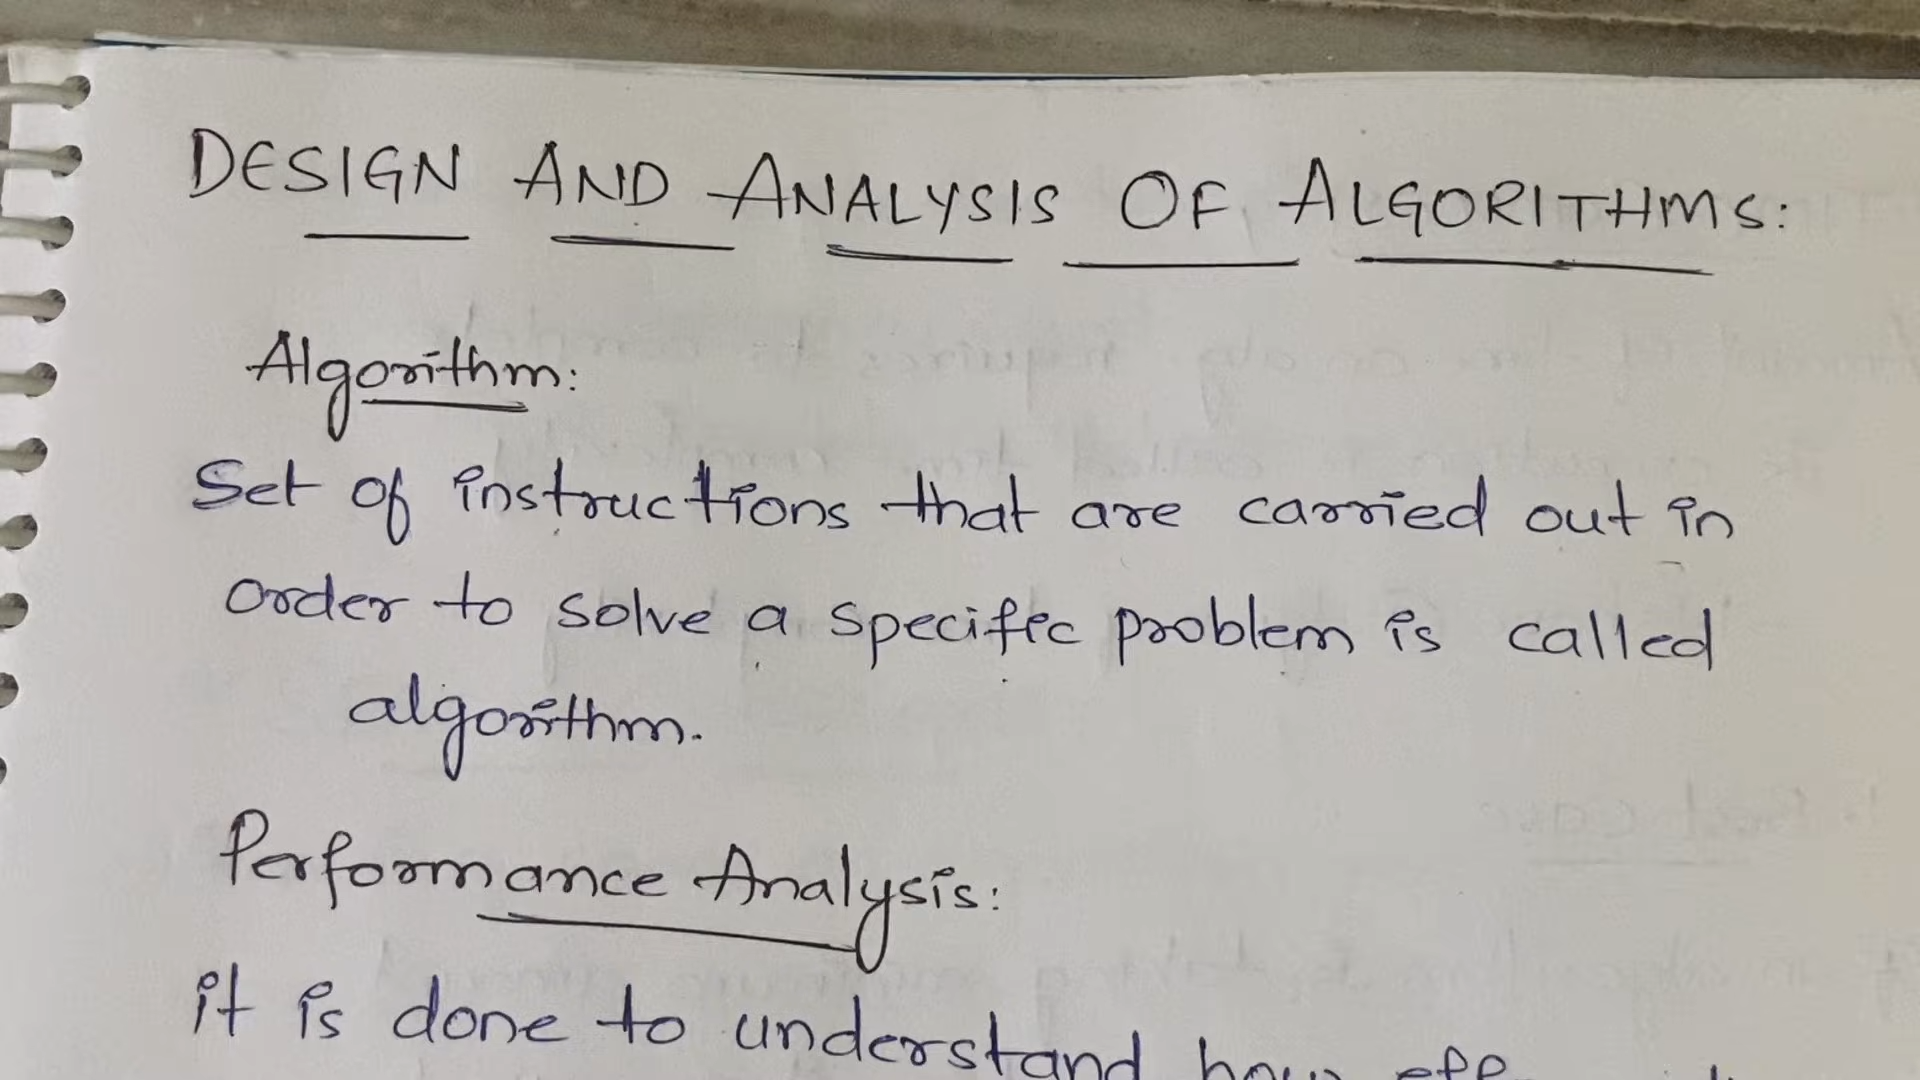 DESIGN AND ANALYSIS OF ALGORITHMS:
Algorithm:
Set of instructions that are carried out in
order to solve a specific problem is called
algorithm.
Performance Analysis:
it is done to understand how